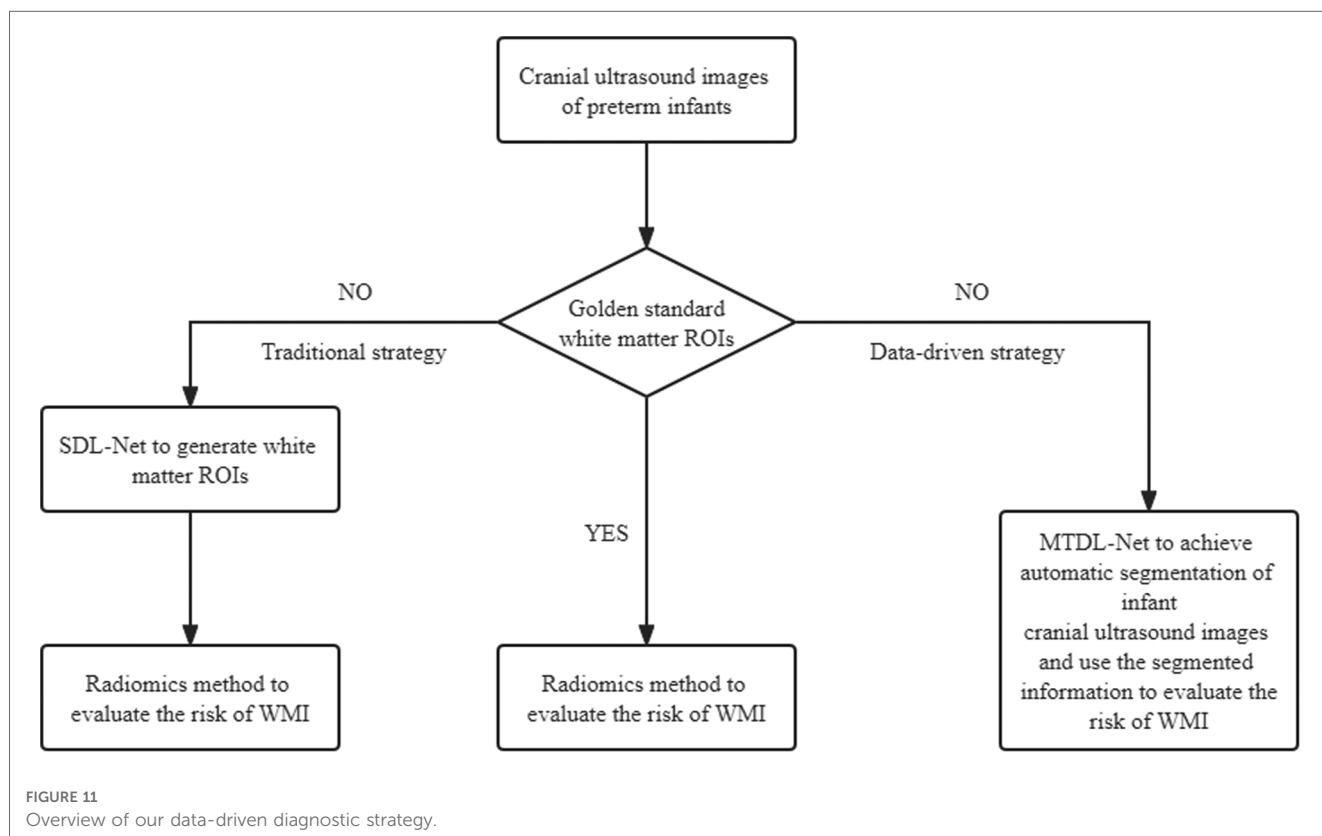 Cranial ultrasound images
of preterm infants
NO
NO
Golden standard
white matter ROIs
Traditional strategy
Data-driven strategy
SDL-Net to generate white
matter ROIs
YES
MTDL-Net to achieve
automatic segmentation of
infant
cranial ultrasound images
and use the segmented
information to evaluate the
risk of WMI
Radiomics method to
evaluate the risk of WMI
Radiomics method to
evaluate the risk of WMI
FIGURE 11
Overview of our data-driven diagnostic strategy.